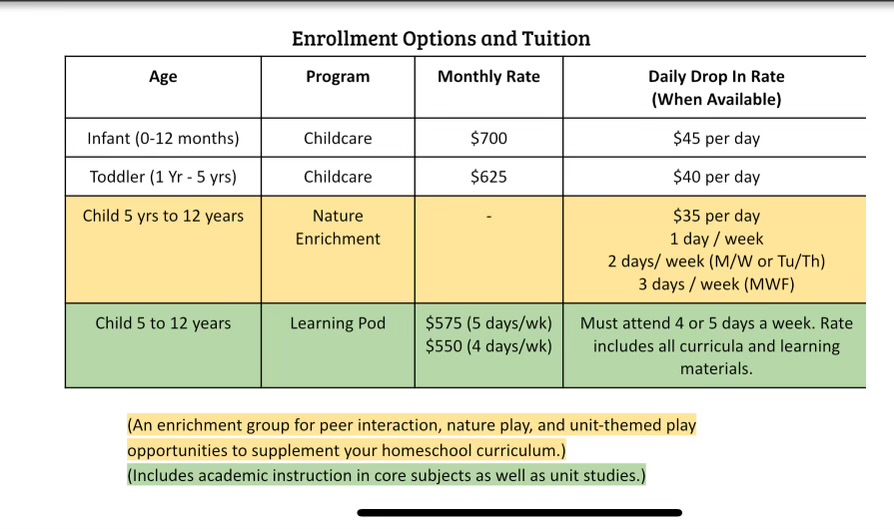 Enrollment Options and Tuition
Age Program Monthly Rate Daily Drop In Rate
(When Available)
Infant (0-12 months) Childcare $700 $45 per day
Toddler (1 Yr - 5 yrs) Childcare $625 $40 per day
Child 5 yrs to 12 years Nature - $35 per day
Enrichment 1 day / week
2 days/ week (M/W or Tu/Th)
3 days / week (MWF)
Child 5 to 12 years Learning Pod $575 (5 days/wk) Must attend 4 or 5 days a week. Rate
$550 (4 days/wk) includes all curricula and learning
materials.
(An enrichment group for peer interaction, nature play, and unit-themed play
opportunities to supplement your homeschool curriculum.)
(Includes academic instruction in core subjects as well as unit studies.)